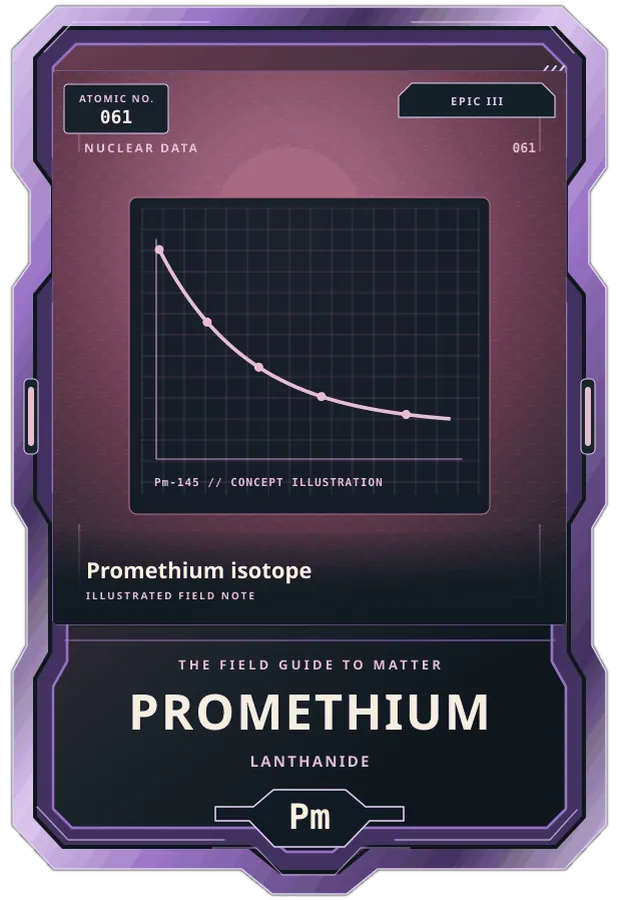 ATOMIC NO.
061
EPIC III
NUCLEAR DATA
061
Pm-145 // CONCEPT ILLUSTRATION
Promethium isotope
ILLUSTRATED FIELD NOTE
THE FIELD GUIDE TO MATTER
PROMETHIUM
LANTHANIDE
Pm